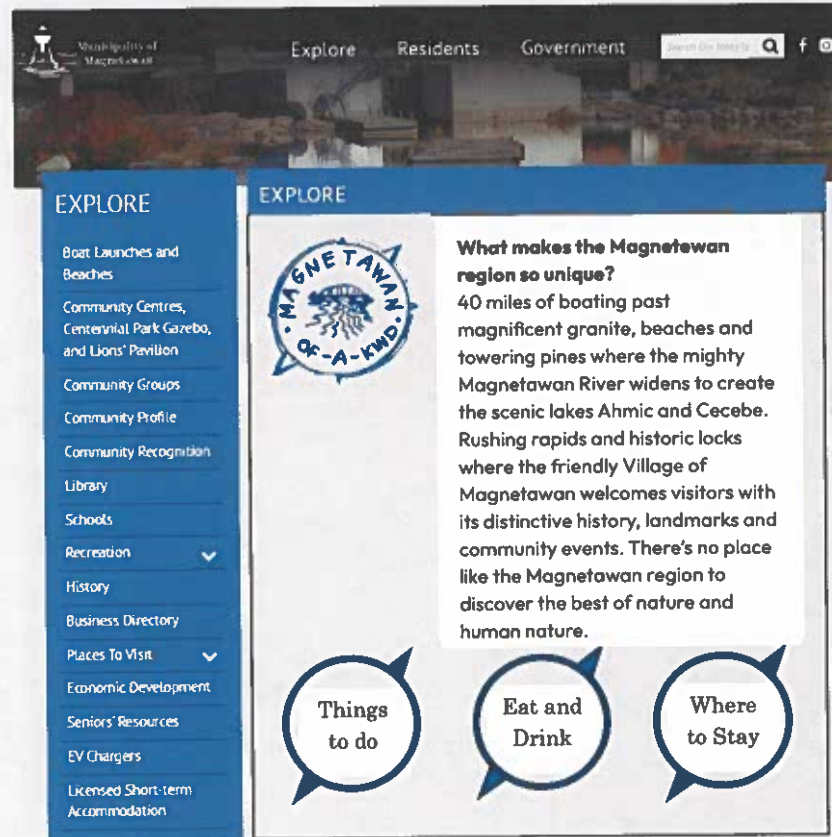 Municipality of
Magnetawan
Explore Residents Government
EXPLORE
Boat Launches and
Beaches
Community Centres,
Centennial Park Gazebo,
and Lions' Pavilion
Community Groups
Community Profile
Community Recognition
Library
Schools
Recreation
History
Business Directory
Places To Visit
Economic Development
Seniors' Resources
EV Chargers
Licensed Short-term
Accommodation
EXPLORE
MAGNETAWAN
OF-A-KWD
What makes the Magnetawan
region so unique?
40 miles of boating past
magnificent granite, beaches and
towering pines where the mighty
Magnetawan River widens to create
the scenic lakes Ahmic and Cecebe.
Rushing rapids and historic locks
where the friendly Village of
Magnetawan welcomes visitors with
its distinctive history, landmarks and
community events. There's no place
like the Magnetawan region to
discover the best of nature and
human nature.
Things
to do
Eat and
Drink
Where
to Stay